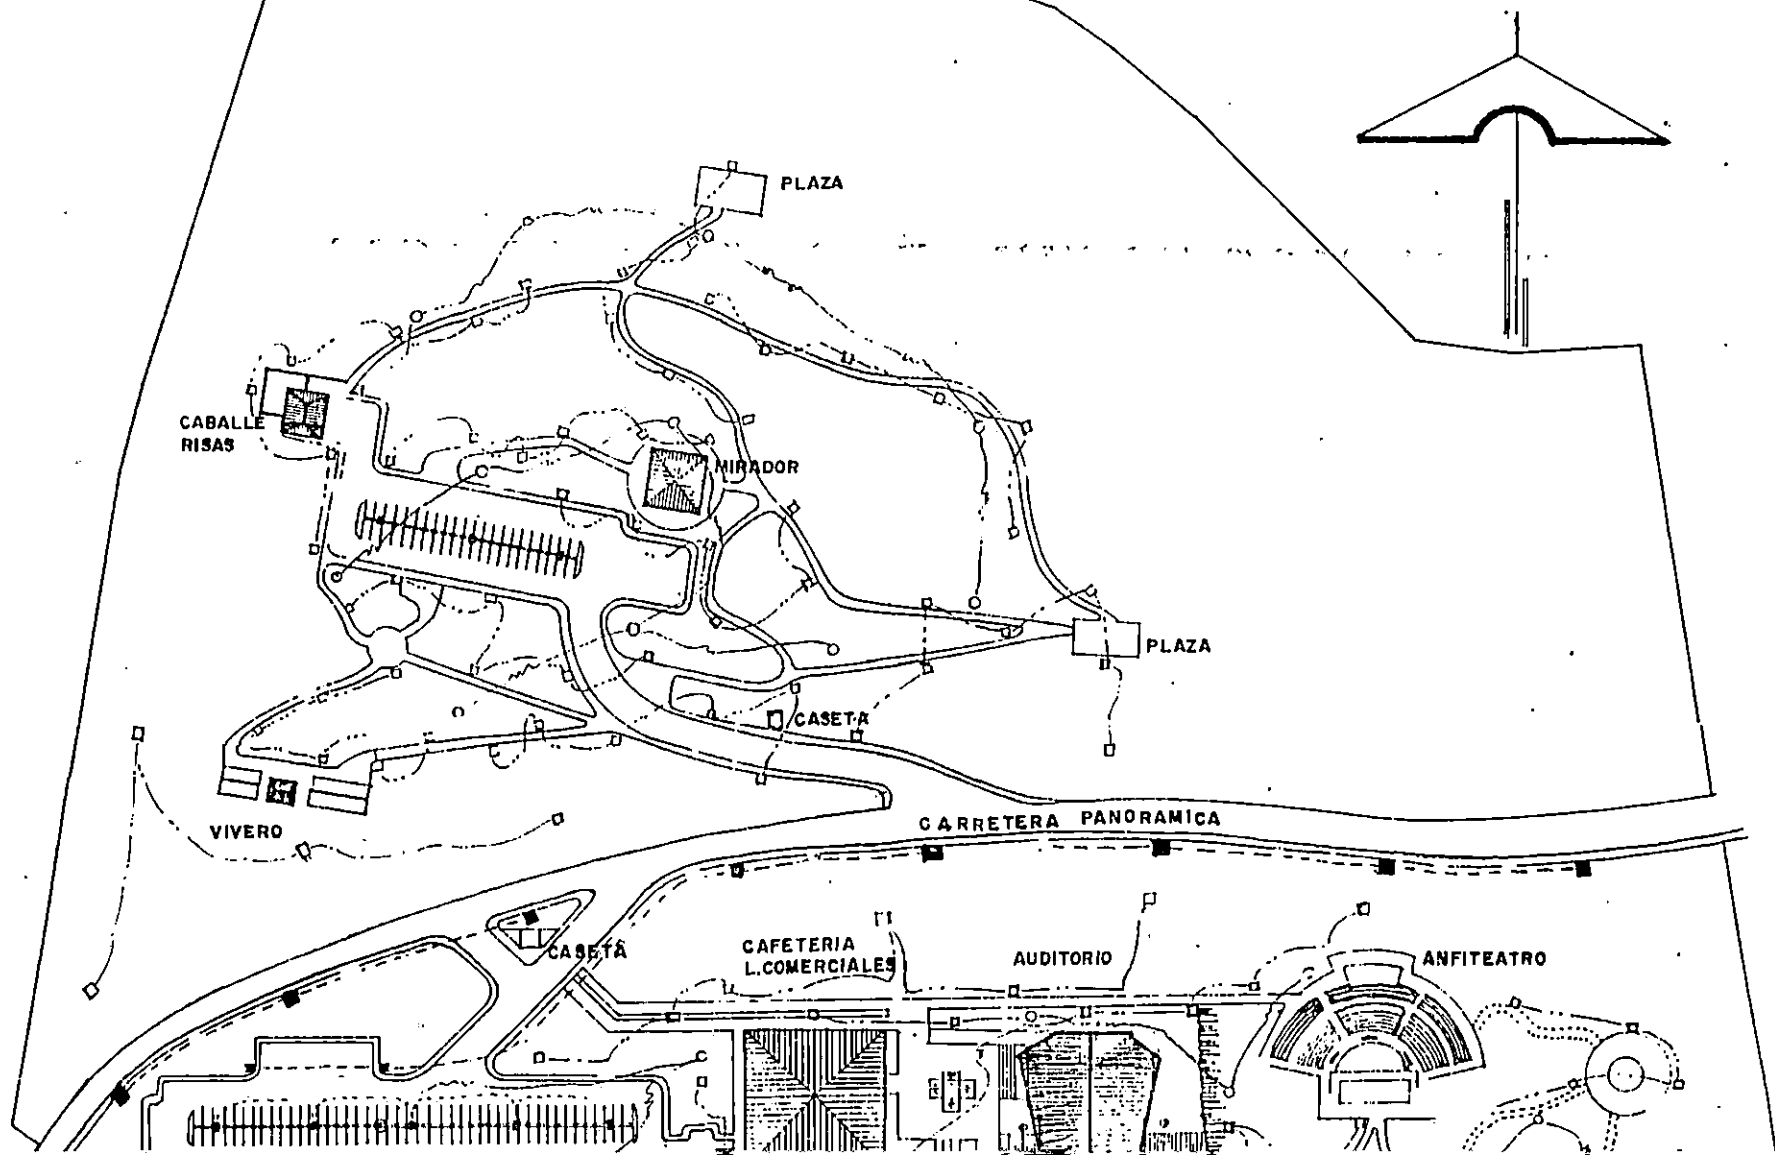 PLAZA
CABALLE
RISAS
MIRADOR
PLAZA
CASETA
VIVERO
CARRETERA PANORAMICA
CASETA
CAFETERIA
L.COMERCIALES
AUDITORIO
ANFITEATRO